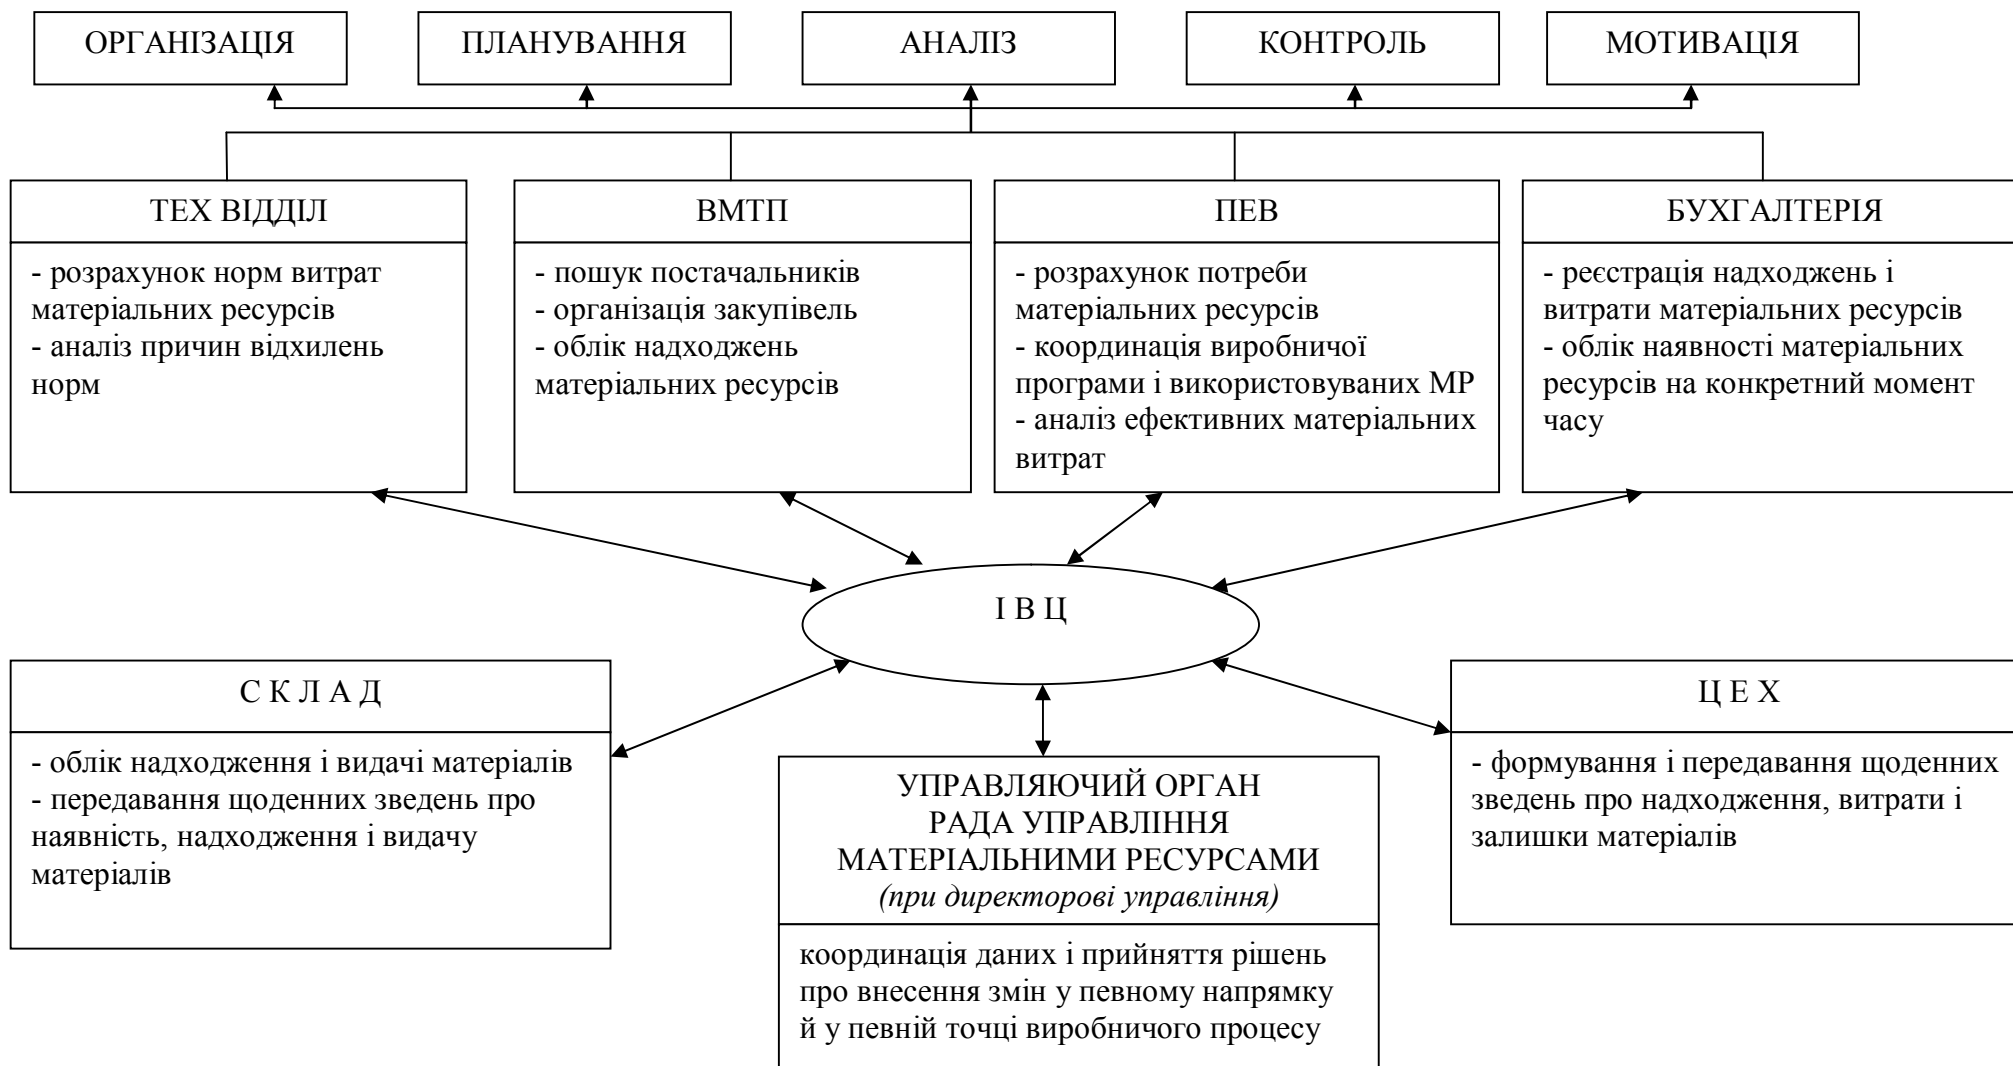 ОРГАНІЗАЦІЯ
ПЛАНУВАННЯ
АНАЛІЗ
КОНТРОЛЬ
МОТИВАЦІЯ
ТЕХ ВІДДІЛ
- розрахунок норм витрат
матеріальних ресурсів
- аналіз причин відхилень
норм
ВМТП
- пошук постачальників
- організація закупівель
- облік надходжень
матеріальних ресурсів
ПЕВ
- розрахунок потреби
матеріальних ресурсів
- координація виробничої
програми і використовуваних МР
- аналіз ефективних матеріальних
витрат
БУХГАЛТЕРІЯ
- реєстрація надходжень і
витрати матеріальних ресурсів
- облік наявності матеріальних
ресурсів на конкретний момент
часу
І В Ц
С К Л А Д
- облік надходження і видачі матеріалів
- передавання щоденних зведень про
наявність, надходження і видачу
матеріалів
УПРАВЛЯЮЧИЙ ОРГАН
РАДА УПРАВЛІННЯ
МАТЕРІАЛЬНИМИ РЕСУРСАМИ
(при директорові управління)
координація даних і прийняття рішень
про внесення змін у певному напрямку
й у певній точці виробничого процесу
Ц Е Х
- формування і передавання щоденних
зведень про надходження, витрати і
залишки матеріалів